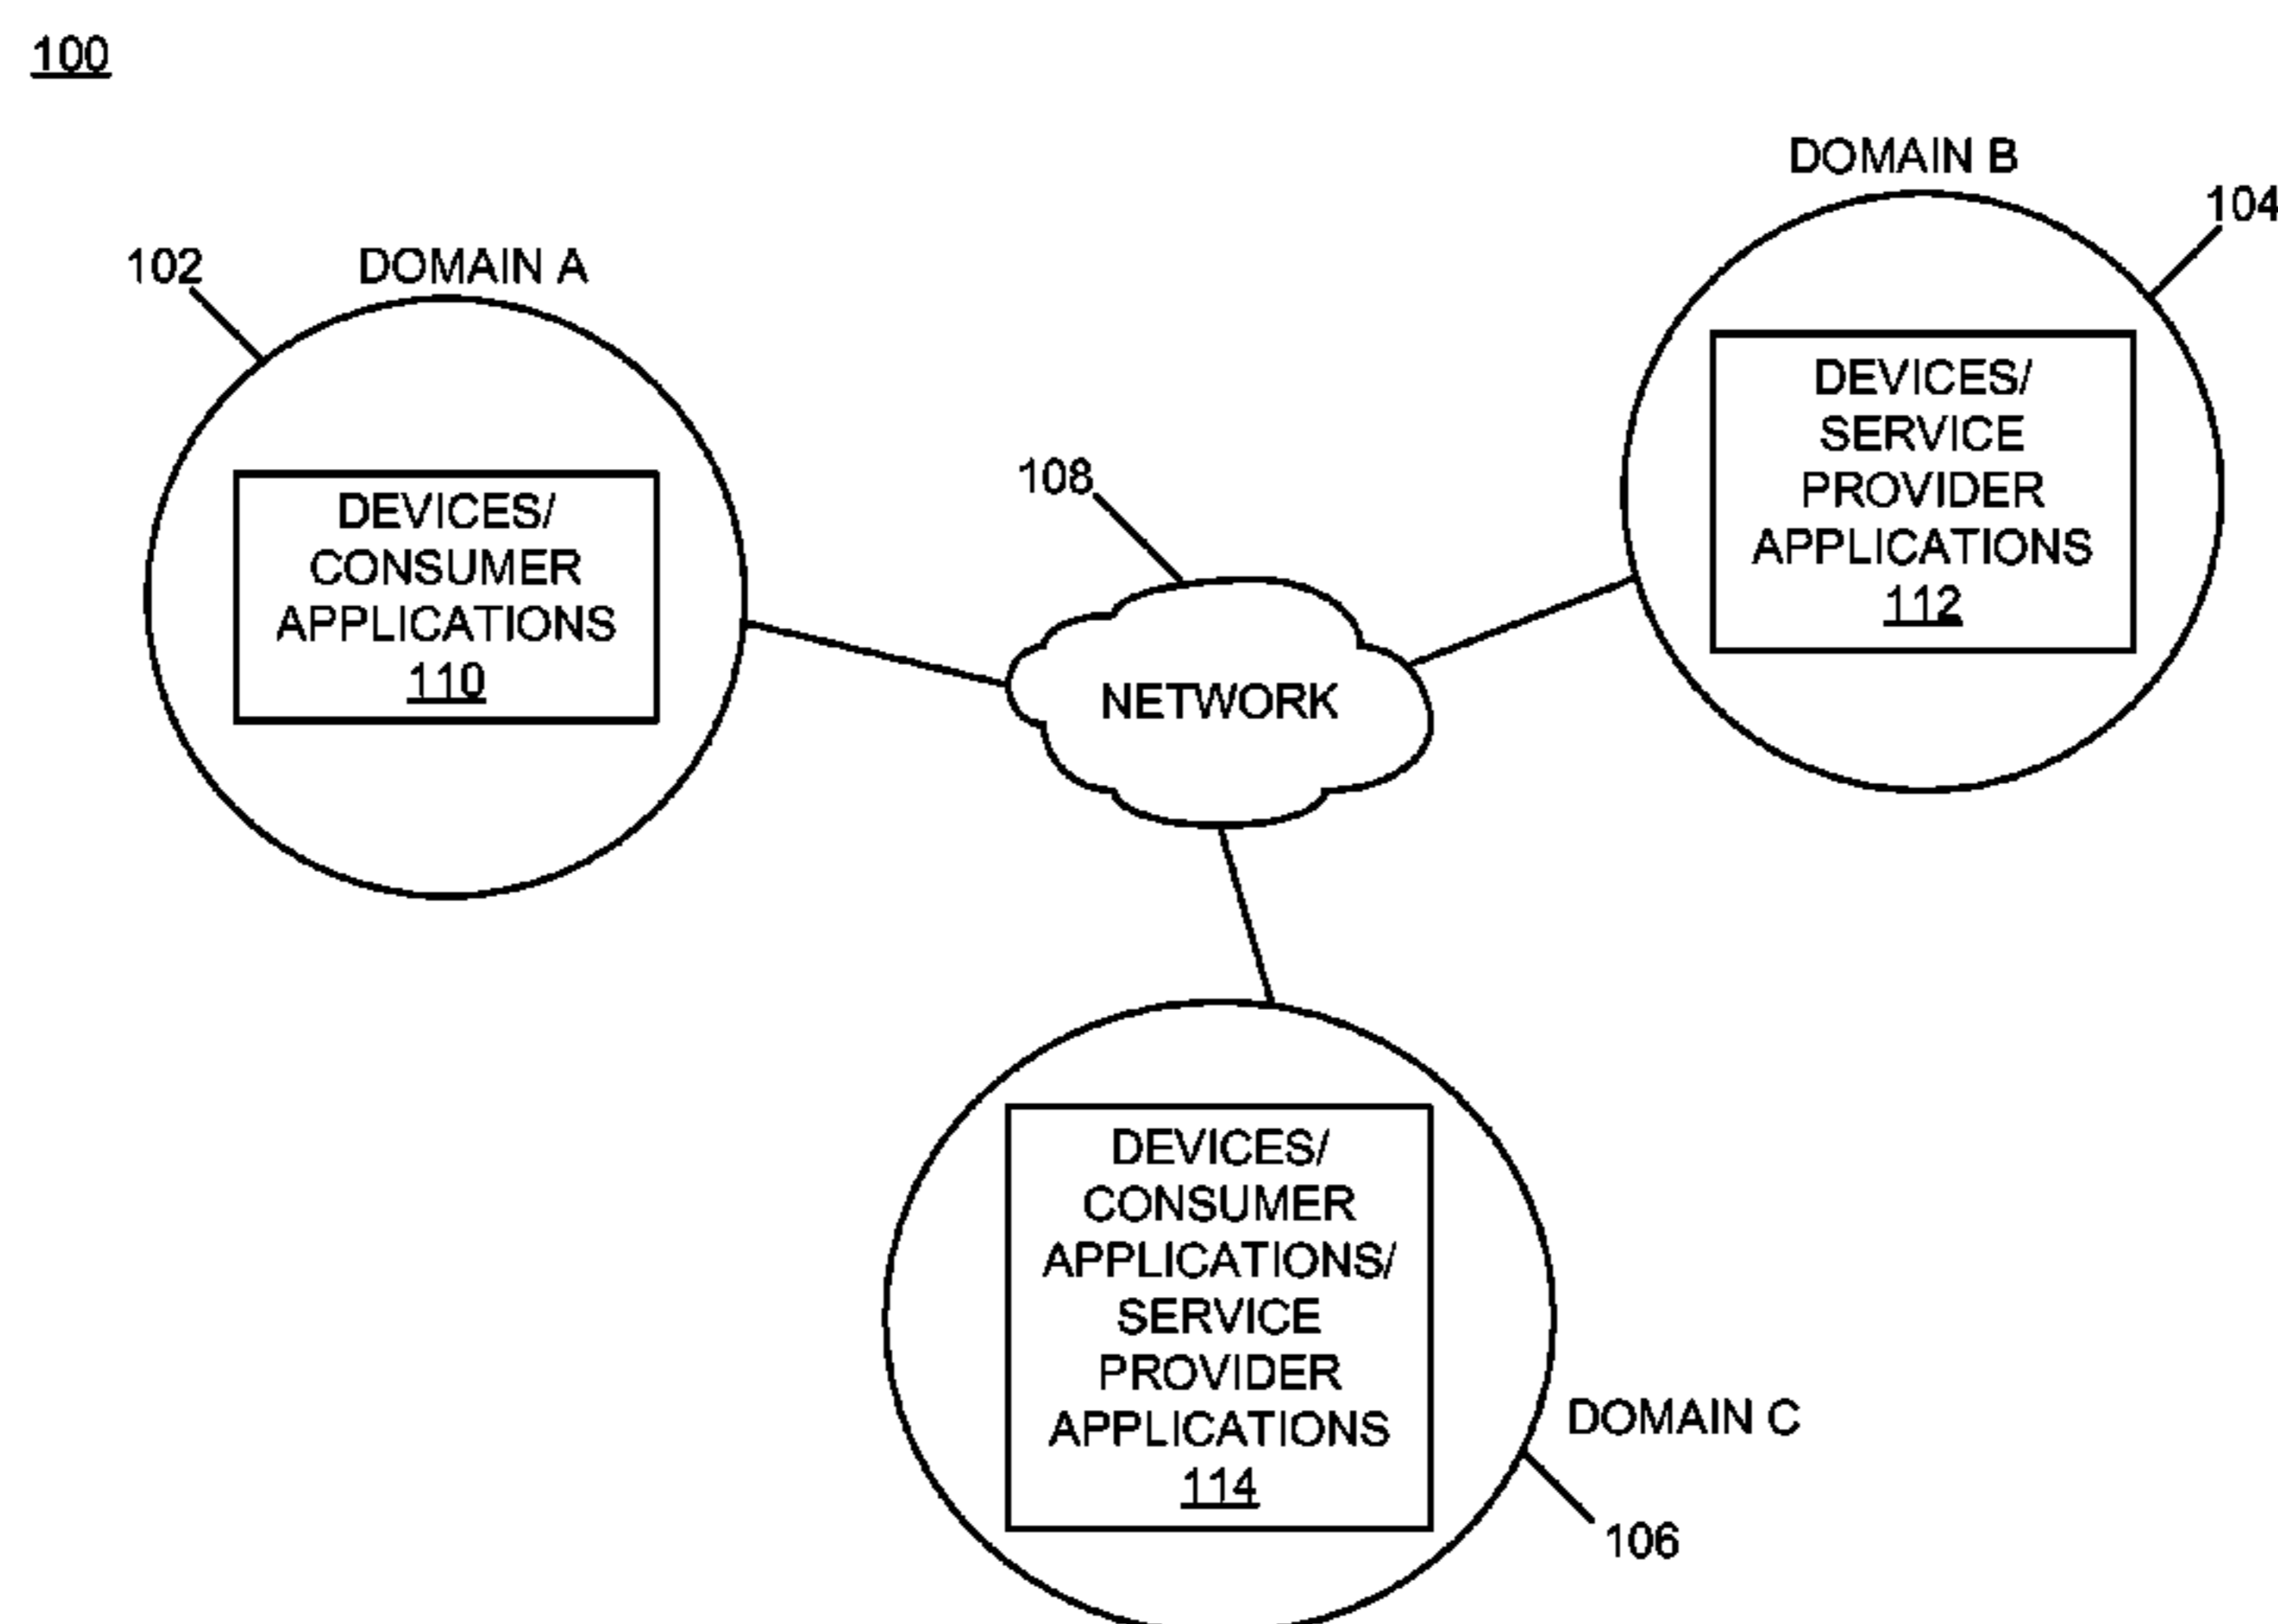 100
DOMAIN B
104
102
DOMAIN A
DEVICES/
SERVICE
PROVIDER
APPLICATIONS
112
108
DEVICES/
CONSUMER
APPLICATIONS
110
NETWORK
DEVICES/
CONSUMER
APPLICATIONS/
SERVICE
PROVIDER
APPLICATIONS
114
DOMAIN C
106